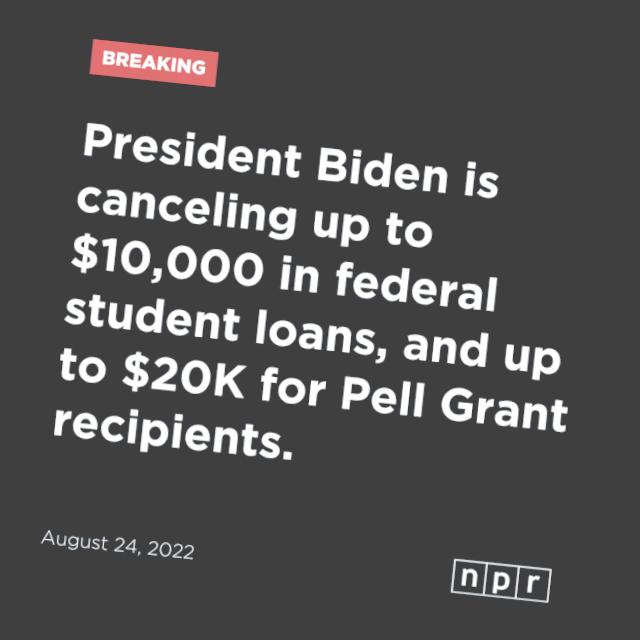 BREAKING
President Biden is
canceling up to
$10,000 in federal
student loans, and up
to $20K for Pell Grant
recipients.
August 24, 2022
npr